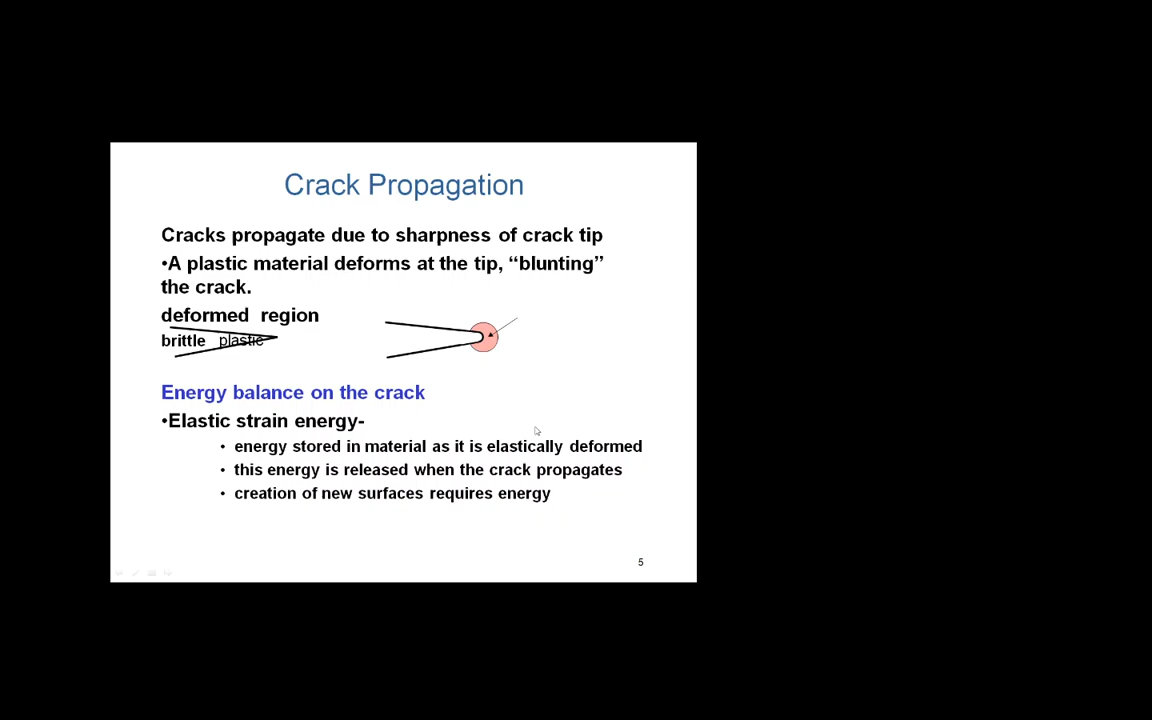 Crack Propagation
Cracks propagate due to sharpness of crack tip
•A plastic material deforms at the tip, “blunting”
the crack.
deformed region
brittle plastic
Energy balance on the crack
•Elastic strain energy-
• energy stored in material as it is elastically deformed
• this energy is released when the crack propagates
• creation of new surfaces requires energy
5